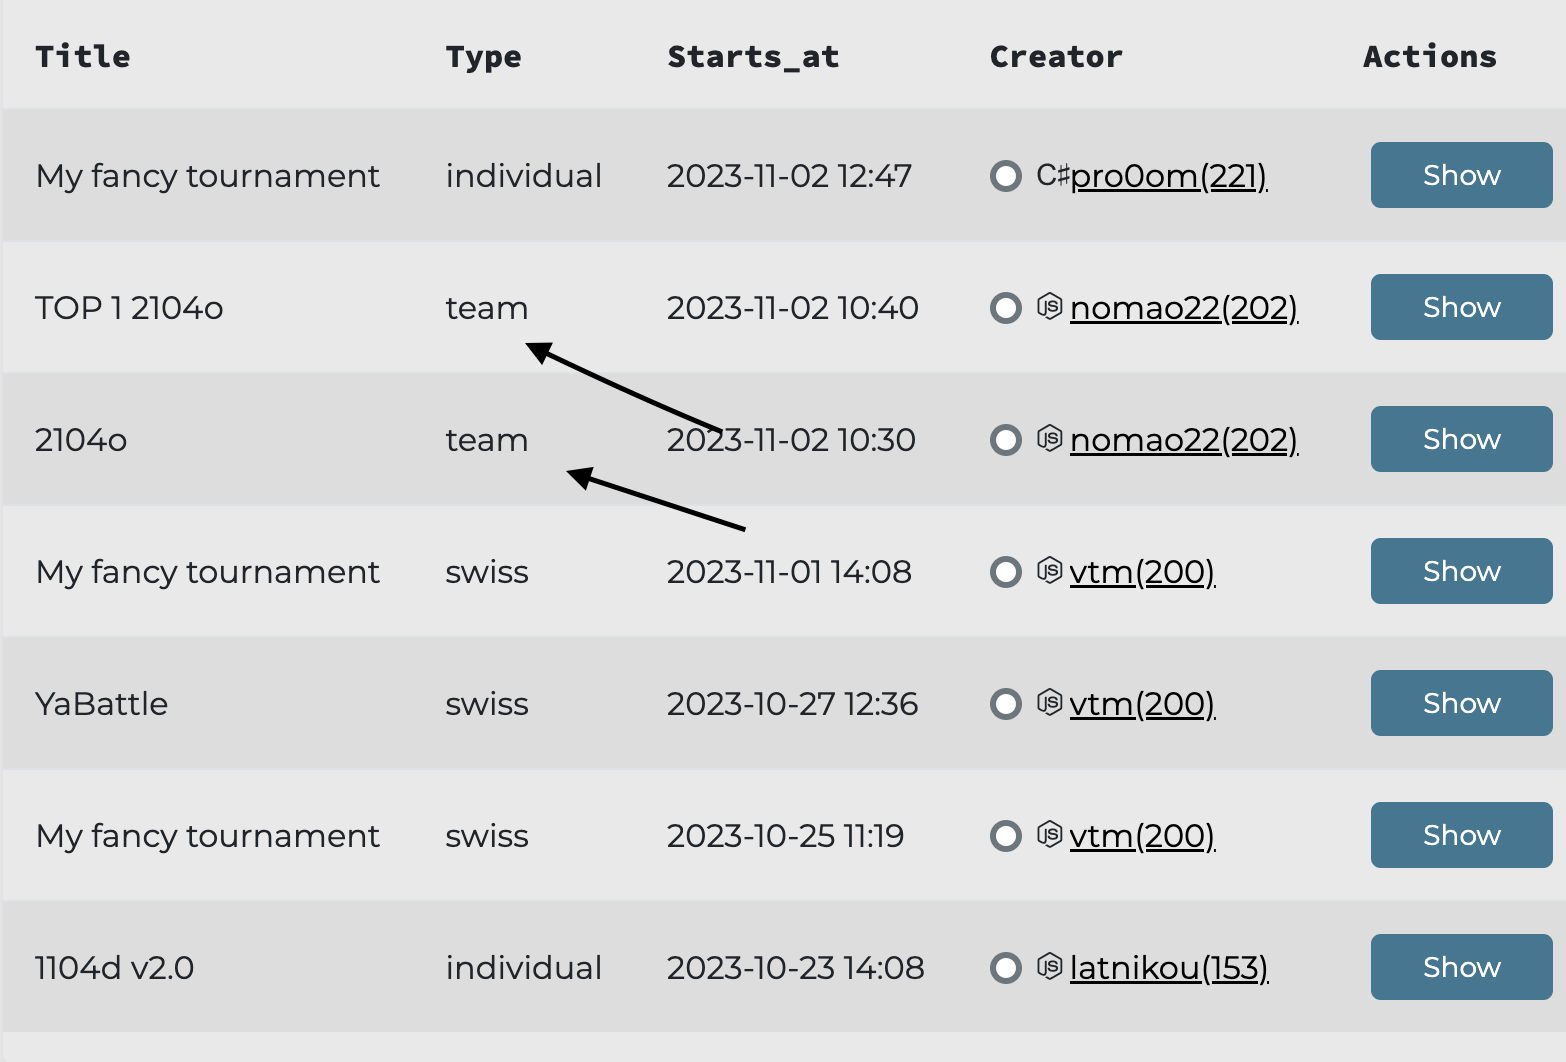 Title Type Starts_at Creator Actions
My fancy tournament individual 2023-11-02 12:47 C♯ pro0om(221) Show
TOP 1 2104o team 2023-11-02 10:40 JS nomao22(202) Show
2104o team 2023-11-02 10:30 JS nomao22(202) Show
My fancy tournament swiss 2023-11-01 14:08 JS vtm(200) Show
YaBattle swiss 2023-10-27 12:36 JS vtm(200) Show
My fancy tournament swiss 2023-10-25 11:19 JS vtm(200) Show
1104d v2.0 individual 2023-10-23 14:08 JS latnikou(153) Show